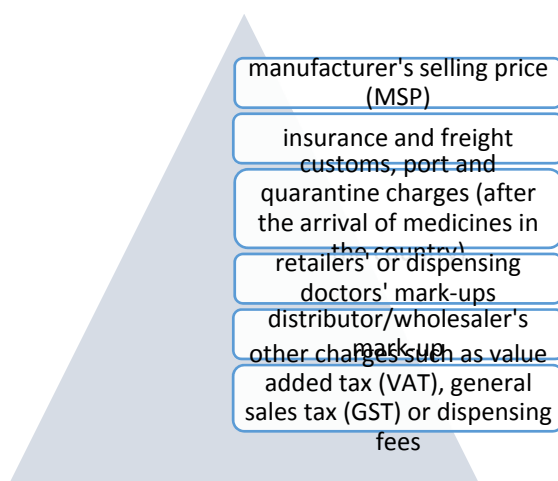 manufacturer's selling price
(MSP)
insurance and freight
customs, port and
quarantine charges (after
the arrival of medicines in
the country)
retailers' or dispensing
doctors' mark-ups
distributor/wholesaler's
mark-up
other charges such as value
added tax (VAT), general
sales tax (GST) or dispensing
fees